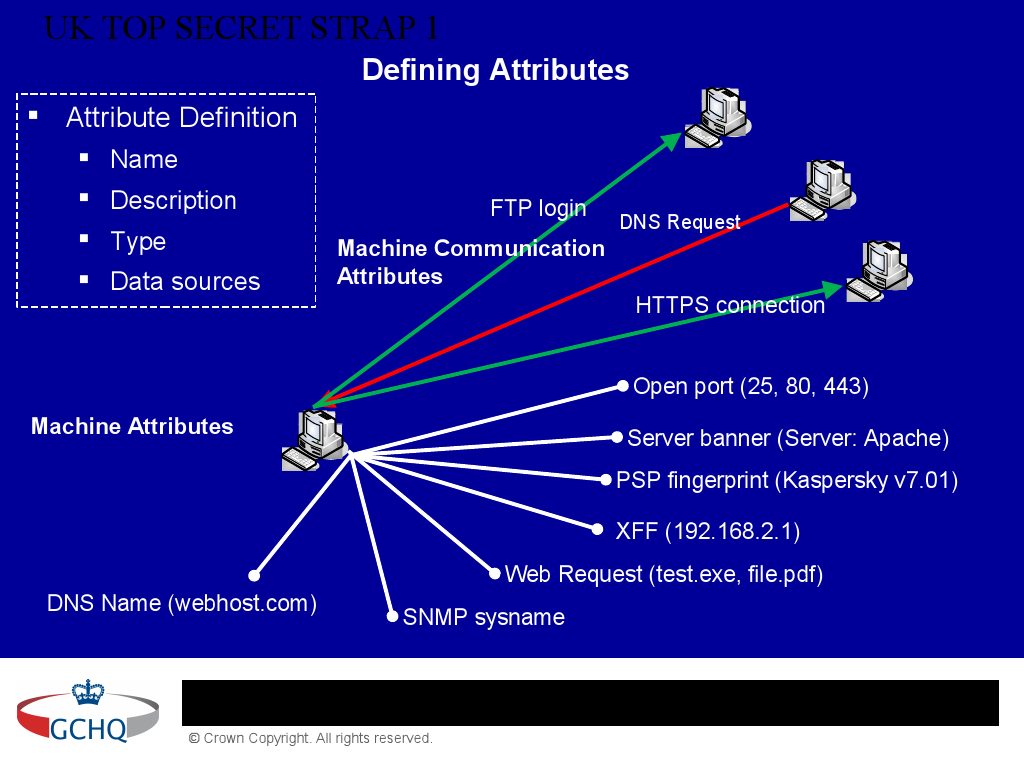 UK TOP SECRET STRAP 1
Defining Attributes
Attribute Definition
Name
Description
Type
Data sources
FTP login
DNS Request
Machine Communication
Attributes
HTTPS connection
Machine Attributes
Open port (25, 80, 443)
Server banner (Server: Apache)
PSP fingerprint (Kaspersky v7.01)
XFF (192.168.2.1)
Web Request (test.exe, file.pdf)
DNS Name (webhost.com)
SNMP sysname
GCHQ
© Crown Copyright. All rights reserved.